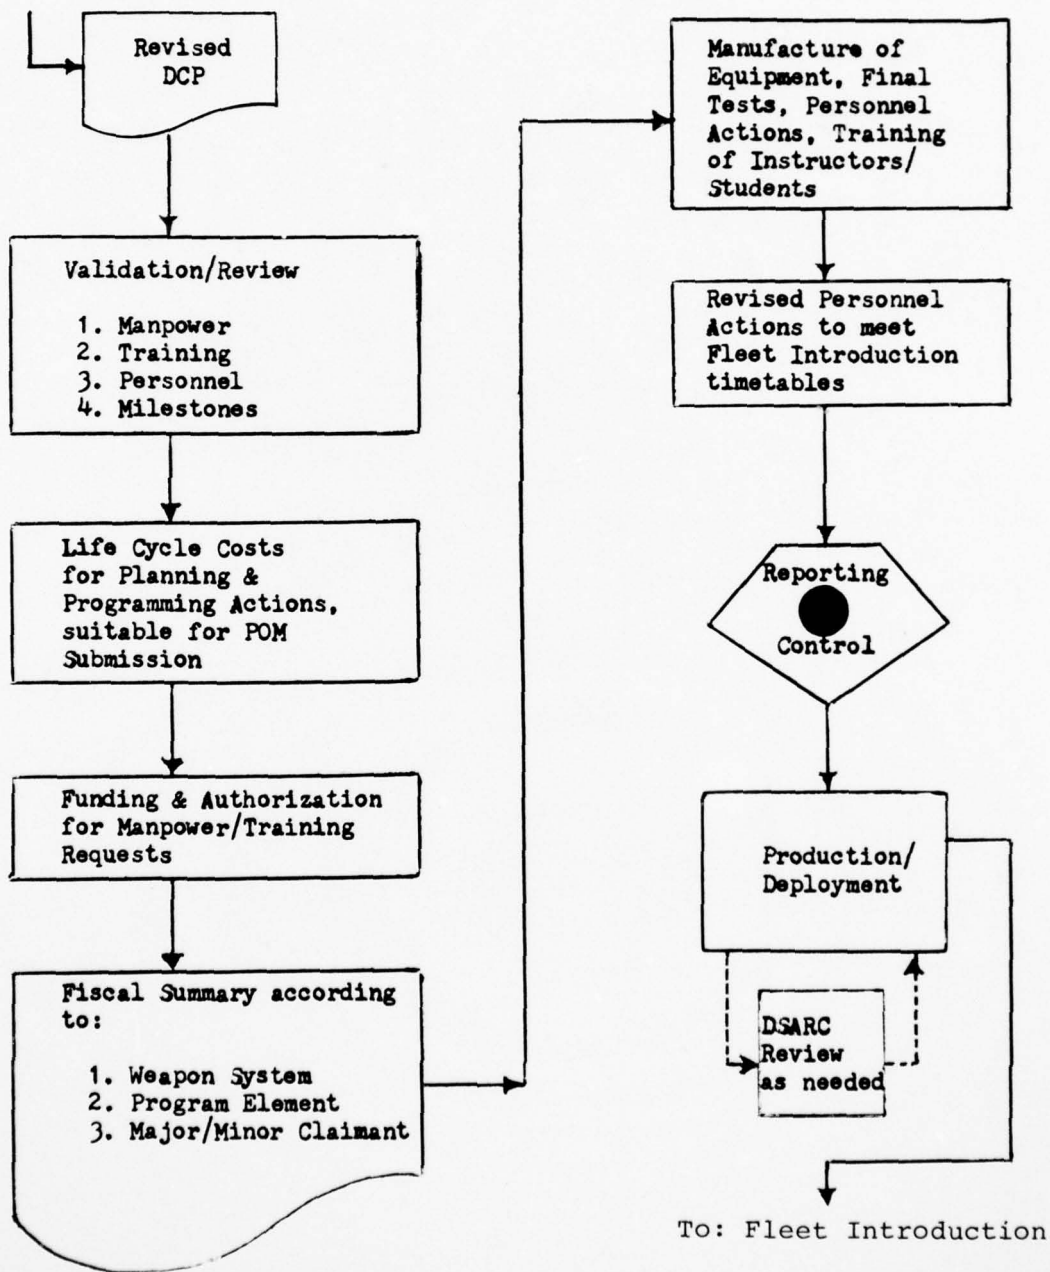 Revised
DCP
Validation/Review
1. Manpower
2. Training
3. Personnel
4. Milestones
Life Cycle Costs
for Planning &
Programming Actions,
suitable for POM
Submission
Funding & Authorization
for Manpower/Training
Requests
Fiscal Summary according
to:
1. Weapon System
2. Program Element
3. Major/Minor Claimant
Manufacture of
Equipment, Final
Tests, Personnel
Actions, Training
of Instructors/
Students
Revised Personnel
Actions to meet
Fleet Introduction
timetables
Reporting
Control
Production/
Deployment
DSARC
Review
as needed
To: Fleet Introduction